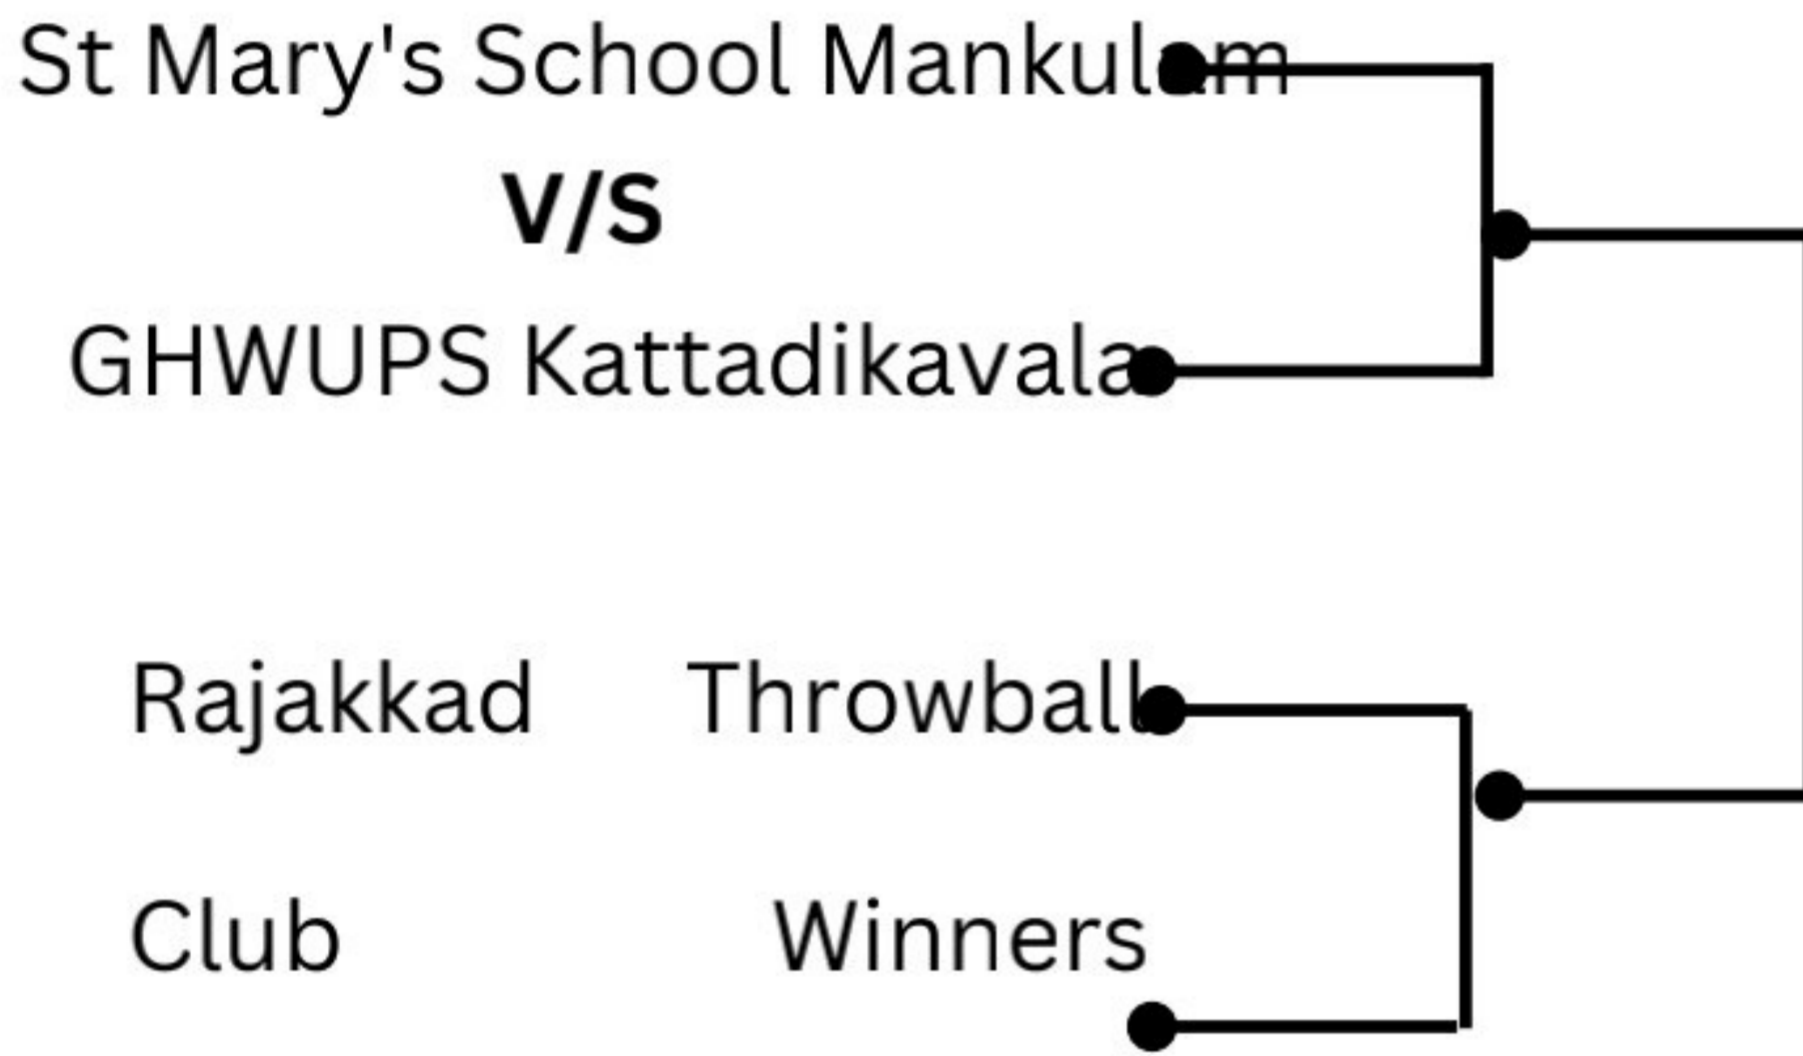 St Mary's School Mankulam
V/S
GHWUPS Kattadikavala
Rajakkad Throwball
Club Winners